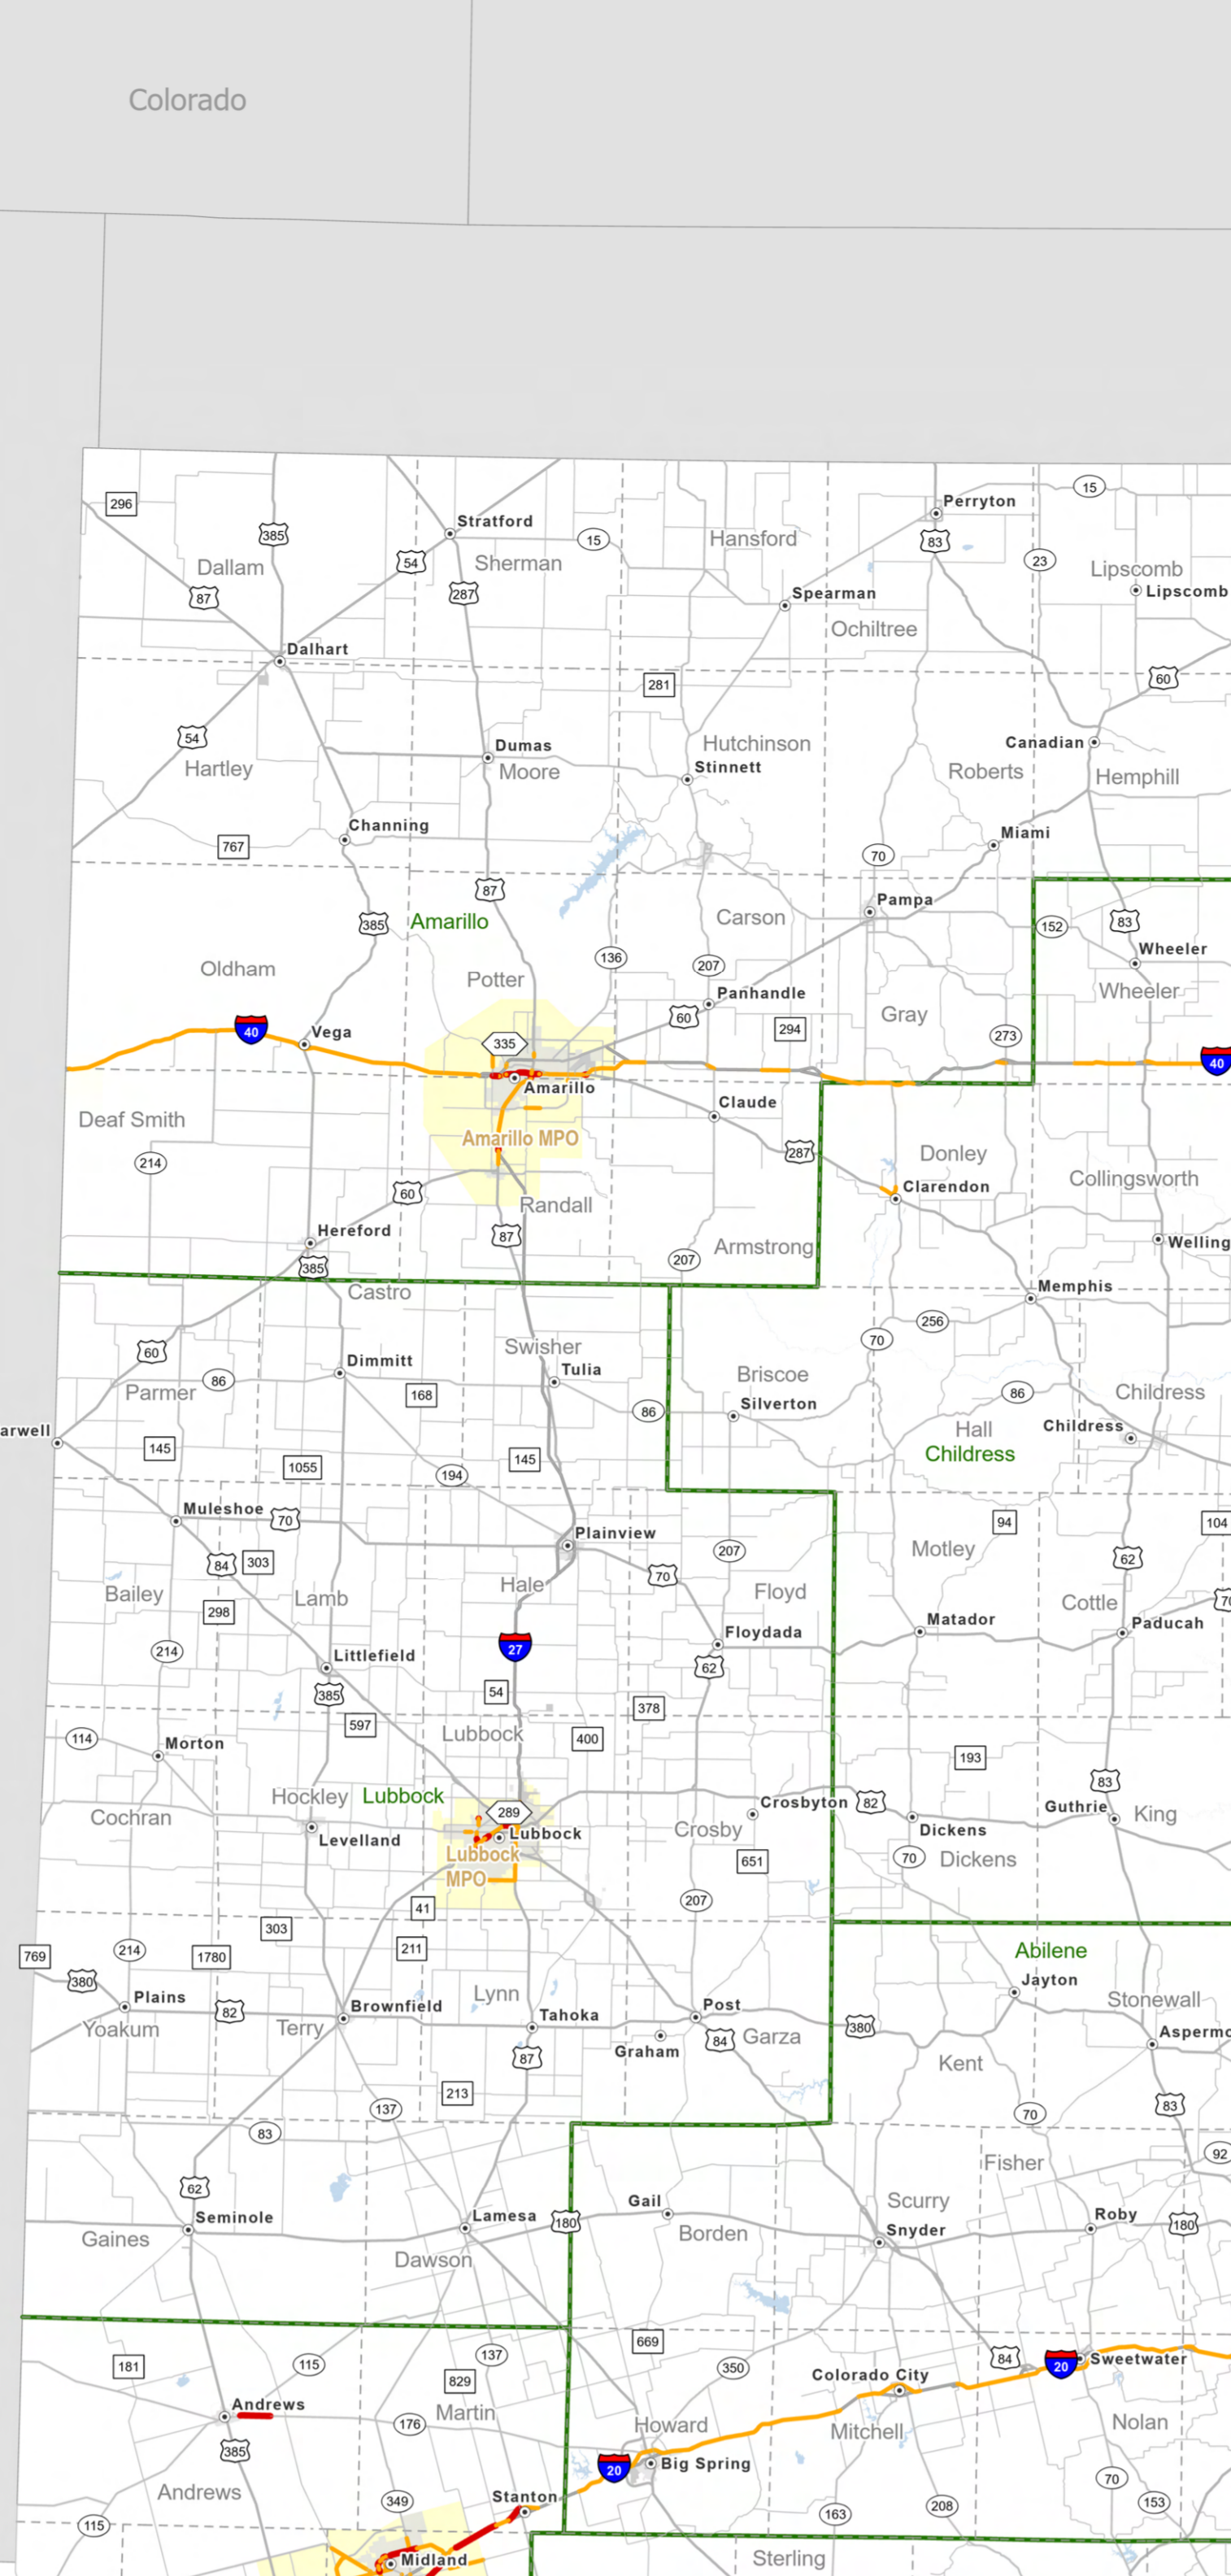 Colorado
296
385
Stratford
15
Hansford
Perryton
83
15
23
Dallam
54
Sherman
287
87
Spearman
Lipscomb
Lipscomb
Ochiltree
Dalhart
281
60
54
Dumas
Hutchinson
Canadian
Hartley
Moore
Stinnett
Roberts
Hemphill
Channing
767
70
Miami
87
385
Amarillo
Carson
Pampa
152
83
Oldham
Potter
136
207
Wheeler
Wheeler
Panhandle
60
294
Gray
273
40
Vega
335
40
Amarillo
Claude
Deaf Smith
214
Amarillo MPO
287
Donley
Collingsworth
Clarendon
60
Randall
Hereford
87
Armstrong
207
385
Welling
Castro
Memphis
256
60
Swisher
70
Dimmitt
Tulia
Briscoe
86
Parmer
168
86
Silverton
86
Childress
arwell
Hall
Childress
145
145
Childress
1055
194
Muleshoe
70
Plainview
94
104
84
303
207
Motley
62
Bailey
Lamb
Hale
70
Floyd
298
Cottle
70
214
27
Floydada
Matador
Paducah
Littlefield
62
385
54
378
597
Lubbock
400
114
Morton
193
Hockley
Lubbock
83
Cochran
289
Crosbyton
82
Guthrie
King
Levelland
Lubbock
Crosby
Dickens
Lubbock
MPO
651
70
Dickens
41
207
303
211
769
214
1780
Abilene
380
Jayton
Plains
82
Brownfield
Lynn
Post
Stonewall
Yoakum
Terry
Tahoka
380
Aspermo
84
Garza
Graham
87
Kent
213
137
70
83
83
92
Fisher
62
Gail
Scurry
Seminole
Lamesa
180
Roby
180
Gaines
Borden
Snyder
Dawson
669
181
115
137
350
84
20
Sweetwater
829
Colorado City
Andrews
Martin
Howard
Mitchell
Nolan
176
385
20
Big Spring
Andrews
349
Stanton
70
153
115
163
208
Midland
Sterling